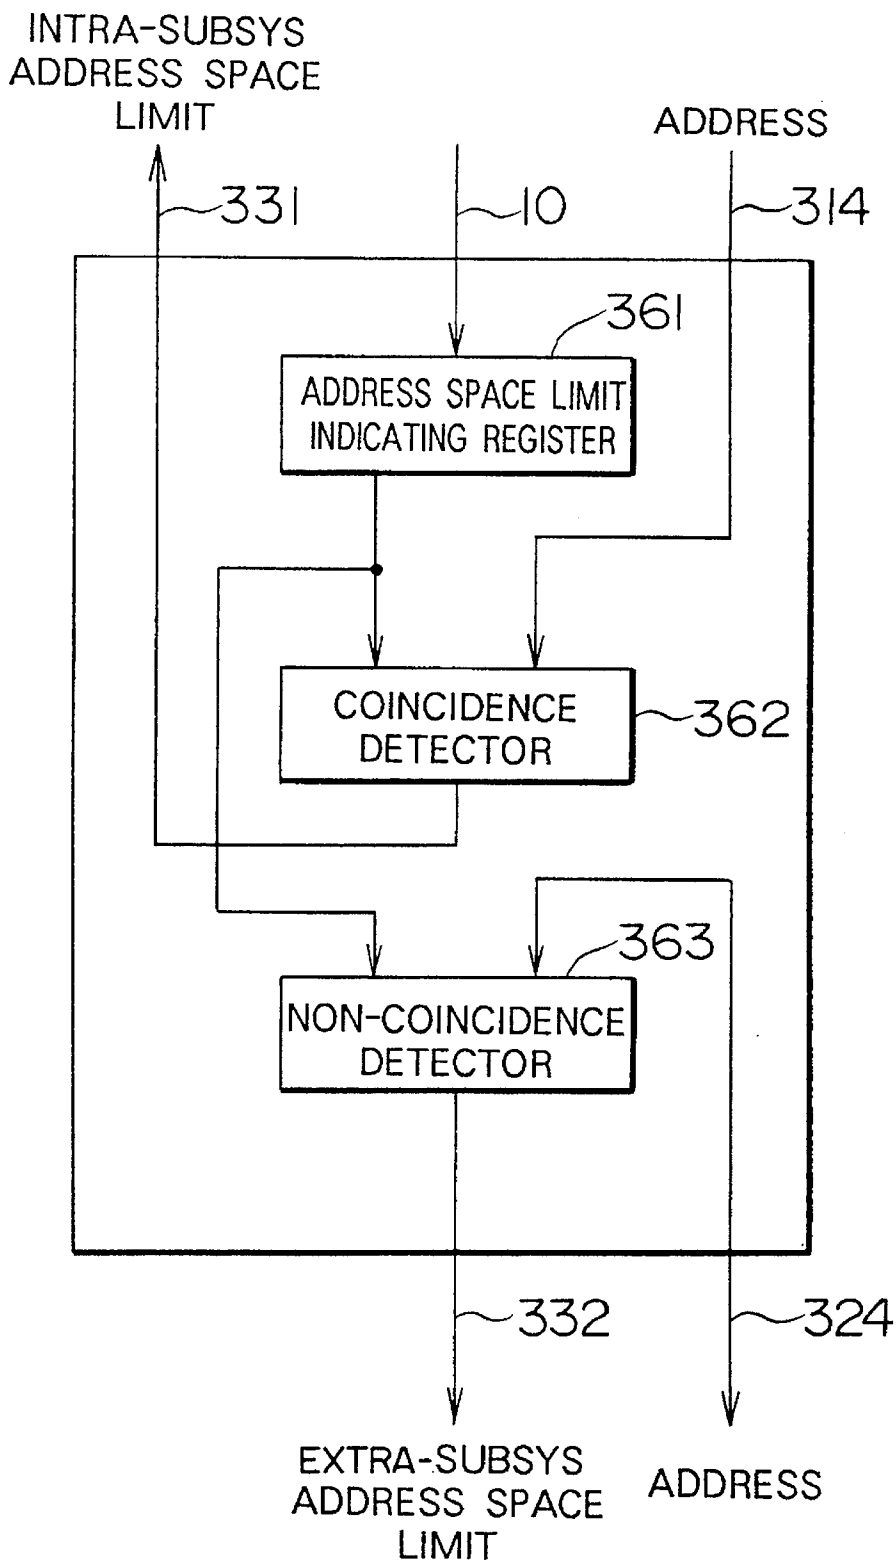 INTRA-SUBSYS
ADDRESS SPACE
LIMIT
ADDRESS
331
10
314
361
ADDRESS SPACE LIMIT
INDICATING REGISTER
COINCIDENCE
DETECTOR
362
363
NON-COINCIDENCE
DETECTOR
332
324
EXTRA-SUBSYS
ADDRESS SPACE
LIMIT
ADDRESS